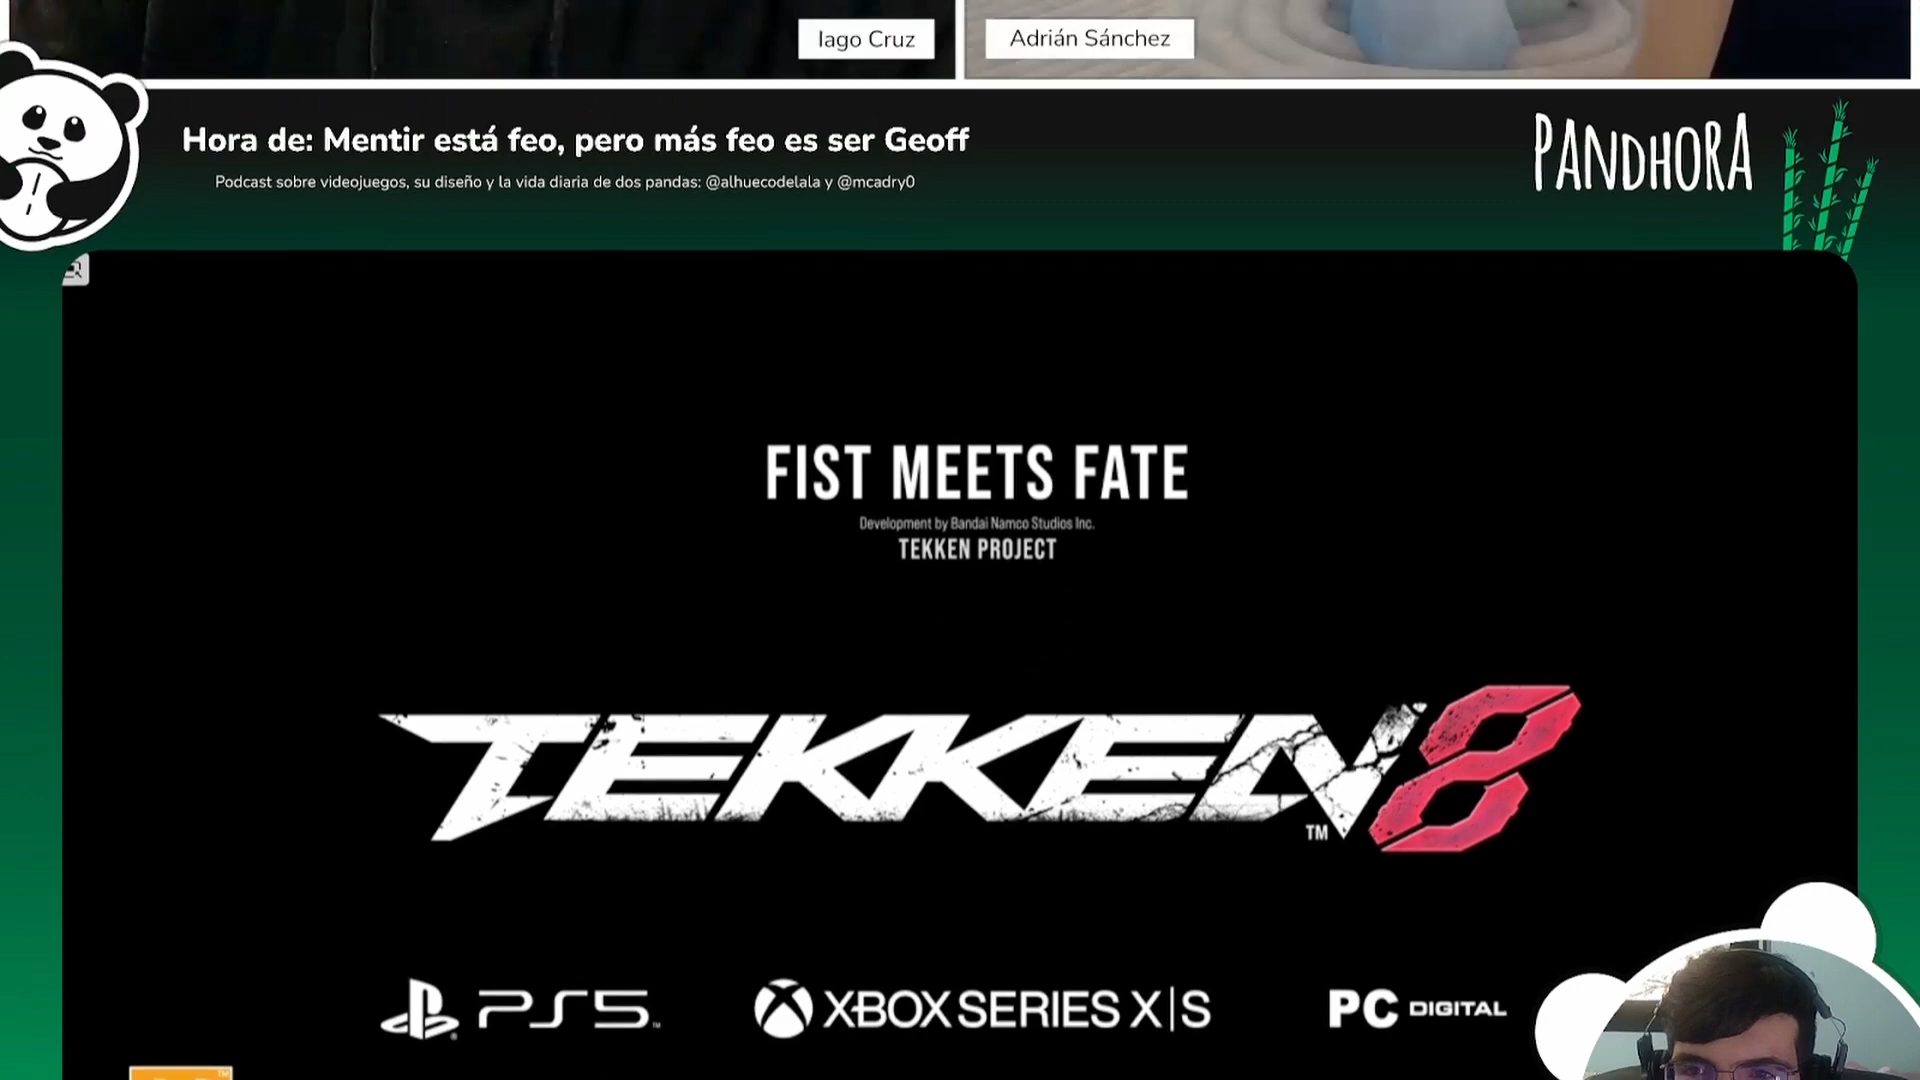 Iago Cruz
Adrián Sánchez
Hora de: Mentir está feo, pero más feo es ser Geoff
Podcast sobre videojuegos, su diseño y la vida diaria de dos pandas: @alhuecodelala y @mcadry0
PANDHORA
FIST MEETS FATE
Development by Bandai Namco Studios Inc.
TEKKEN PROJECT
TEKKEN 8
TM
PS5
XBOX SERIES X|S
PC DIGITAL